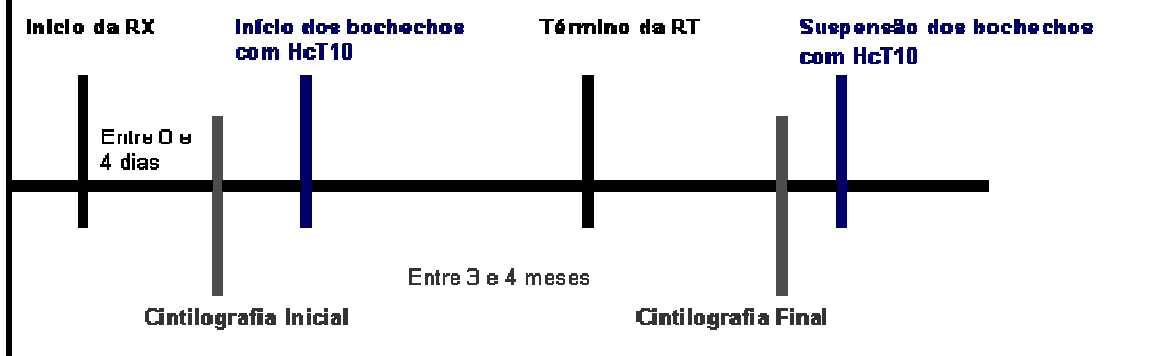 Início da RX
Início dos bochechos
com HcT10
Término da RT
Suspensão dos bochechos
com HcT10
Entre 0 e
4 dias
Entre 3 e 4 meses
Cintilografia Inicial
Cintilografia Final